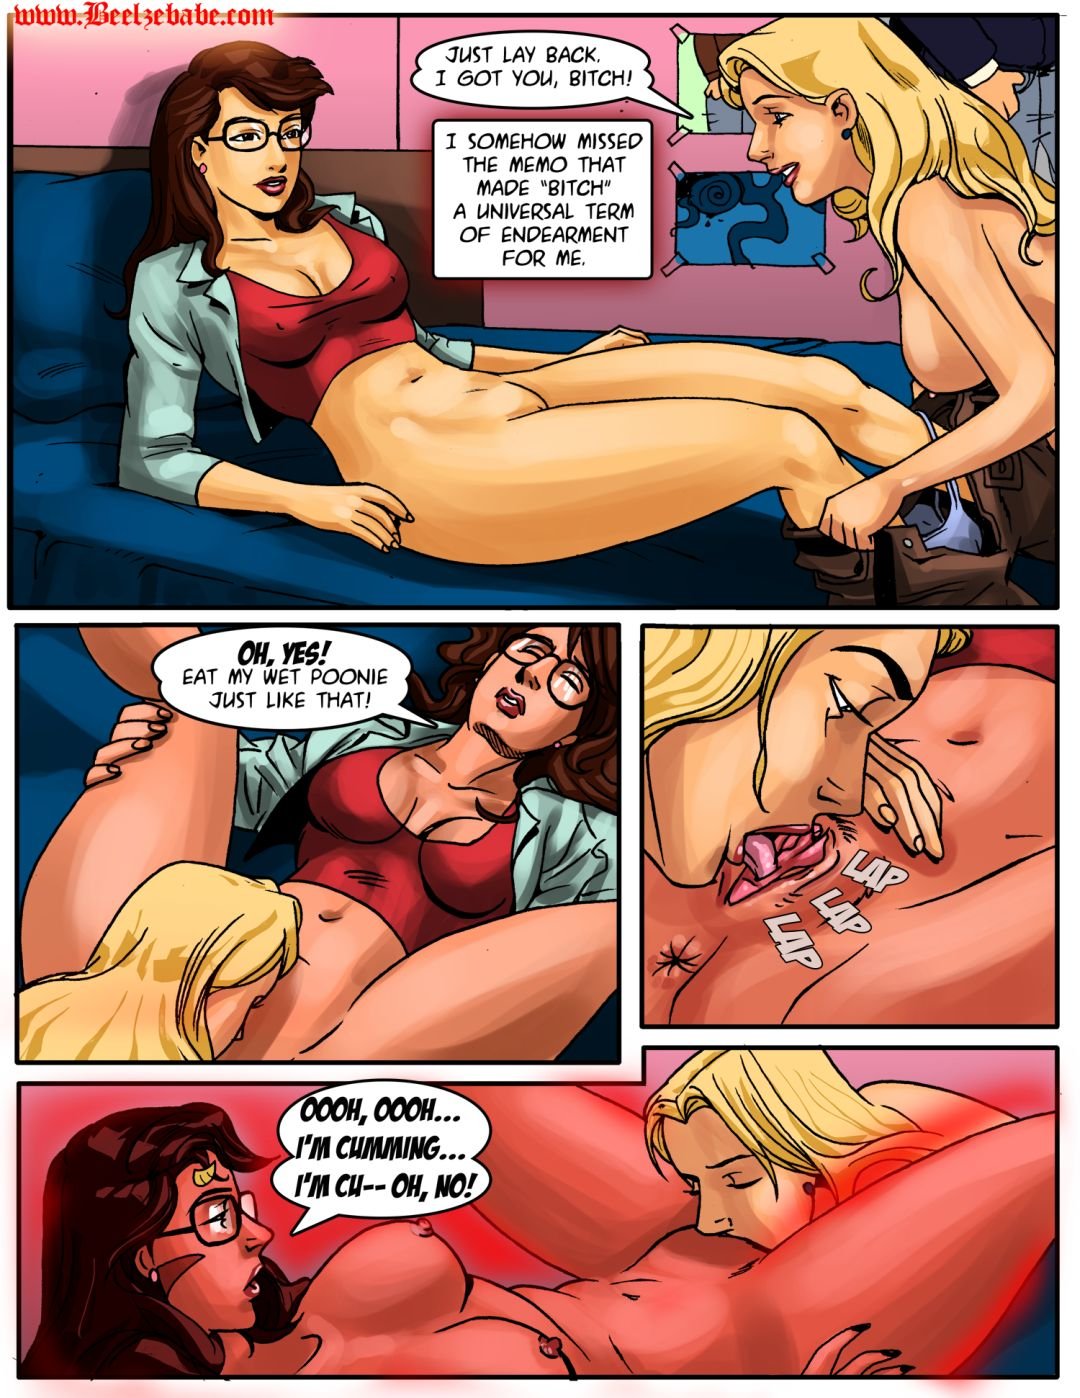 www.Beelzebabe.com
JUST LAY BACK.
I GOT YOU, BITCH!
I SOMEHOW MISSED
THE MEMO THAT
MADE "BITCH"
A UNIVERSAL TERM
OF ENDEARMENT
FOR ME.
OH, YES!
EAT MY WET POONIE
JUST LIKE THAT!
LAP
LAP
LAP
OOOH, OOOH...
I'M CUMMING...
I'M CU-- OH, NO!